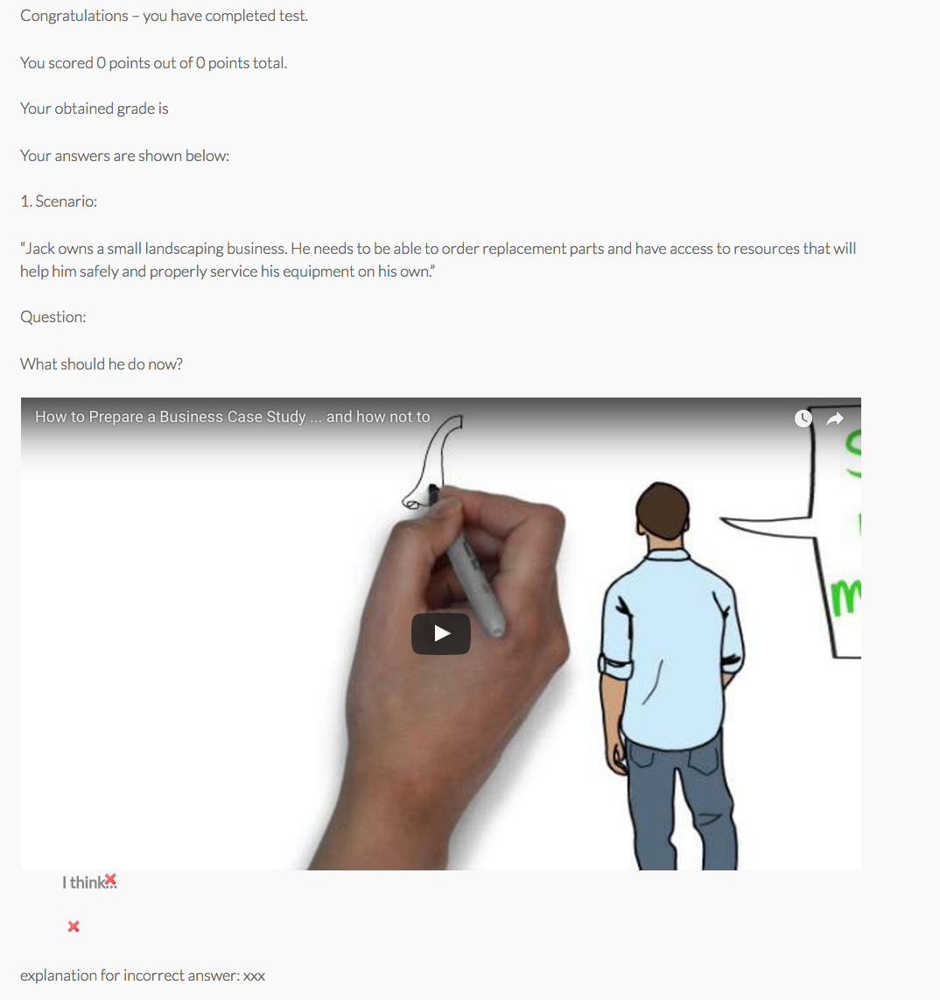 Congratulations – you have completed test.
You scored 0 points out of 0 points total.
Your obtained grade is
Your answers are shown below:
1. Scenario:
“Jack owns a small landscaping business. He needs to be able to order replacement parts and have access to resources that will
help him safely and properly service his equipment on his own.”
Question:
What should he do now?
How to Prepare a Business Case Study ... and how not to
S
m
I think...
explanation for incorrect answer: xxx